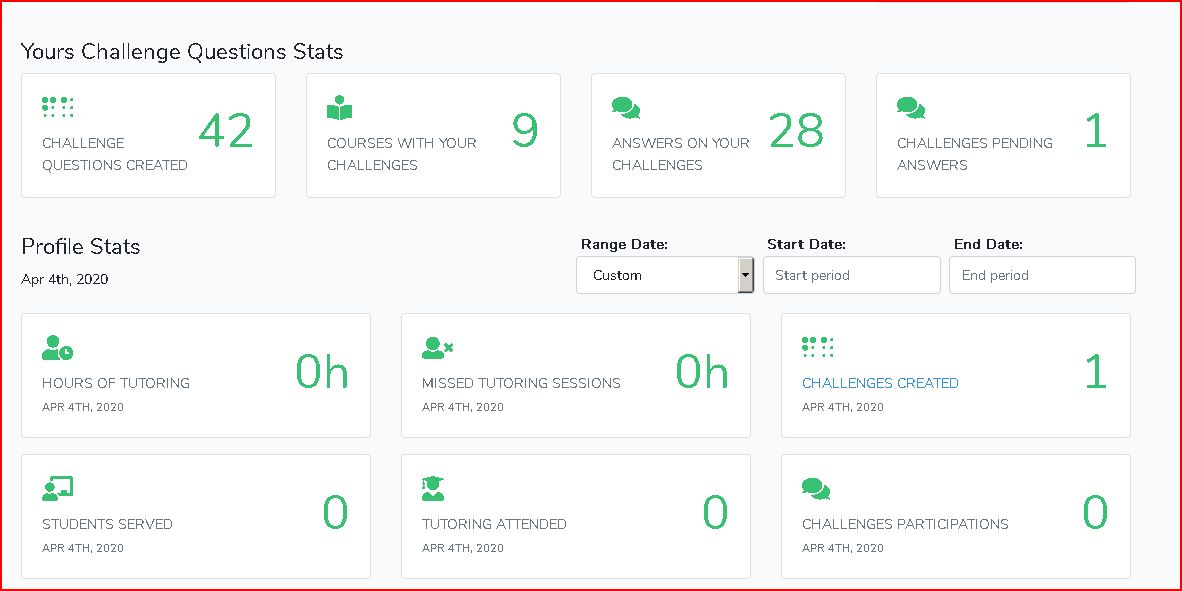 Yours Challenge Questions Stats
CHALLENGE
QUESTIONS CREATED
42
COURSES WITH YOUR
CHALLENGES
9
ANSWERS ON YOUR
CHALLENGES
28
CHALLENGES PENDING
ANSWERS
1
Profile Stats
Apr 4th, 2020
Range Date:
Custom
Start Date:
Start period
End Date:
End period
HOURS OF TUTORING
APR 4TH, 2020
0h
MISSED TUTORING SESSIONS
APR 4TH, 2020
0h
CHALLENGES CREATED
APR 4TH, 2020
1
STUDENTS SERVED
APR 4TH, 2020
0
TUTORING ATTENDED
APR 4TH, 2020
0
CHALLENGES PARTICIPATIONS
APR 4TH, 2020
0